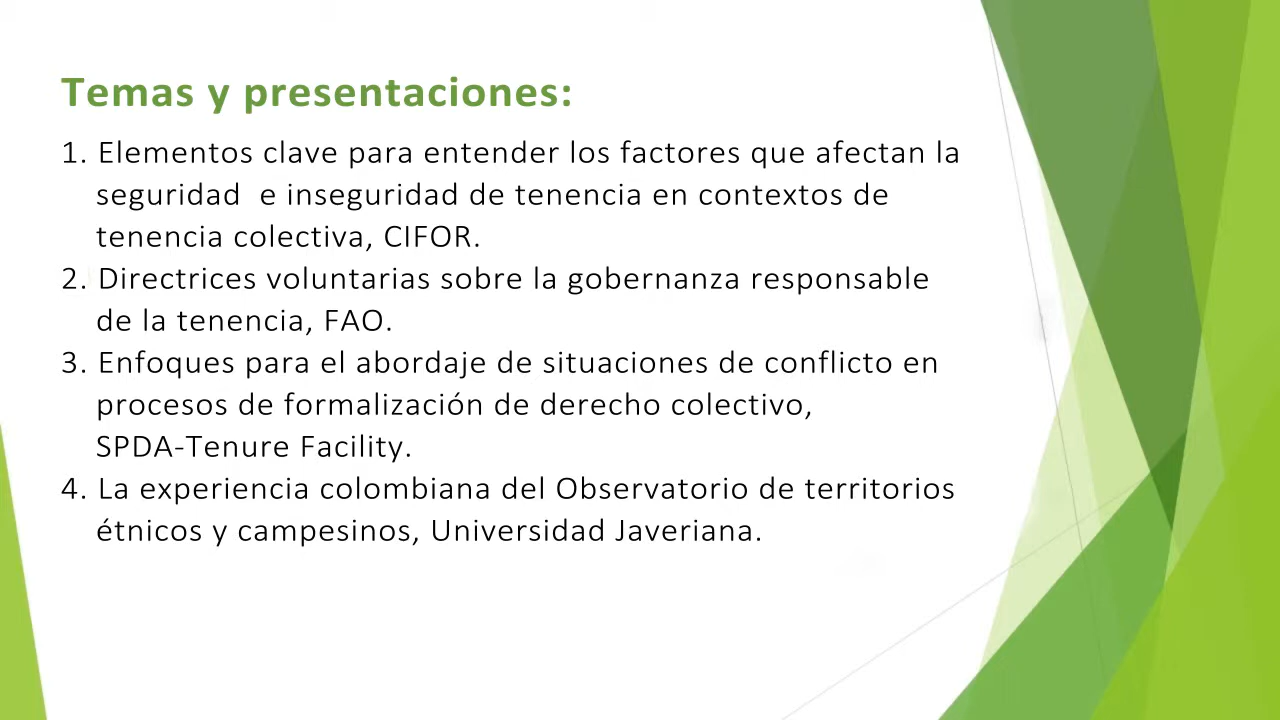 Temas y presentaciones:
1. Elementos clave para entender los factores que afectan la
seguridad  e inseguridad de tenencia en contextos de
tenencia colectiva, CIFOR.
2. Directrices voluntarias sobre la gobernanza responsable
de la tenencia, FAO.
3. Enfoques para el abordaje de situaciones de conflicto en
procesos de formalización de derecho colectivo,
SPDA-Tenure Facility.
4. La experiencia colombiana del Observatorio de territorios
étnicos y campesinos, Universidad Javeriana.